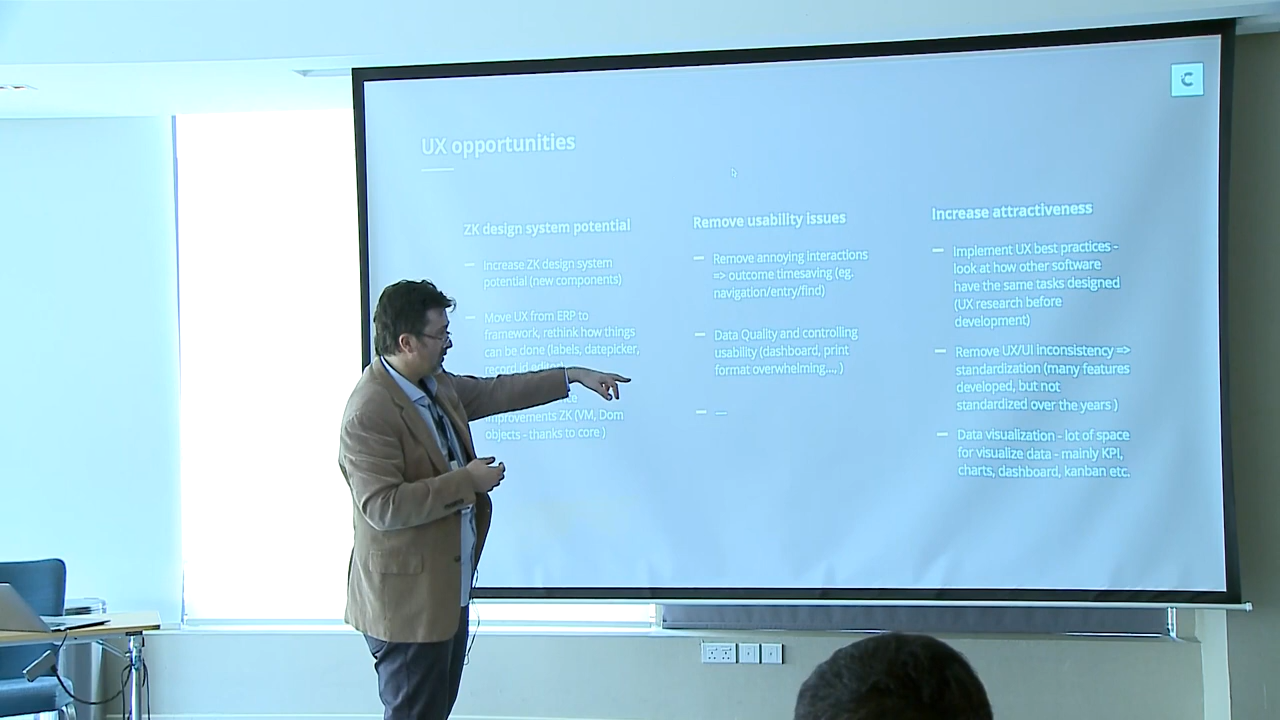 C
UX opportunities
ZK design system potential
— Increase ZK design system
potential (new components)
— Move UX from ERP to
framework, rethink how things
can be done (labels, datepicker,
improvements ZK (VM, Dom
objects - thanks to core )
Remove usability issues
— Remove annoying interactions
=> outcome timesaving (eg.
navigation/entry/find)
— Data Quality and controlling
usability (dashboard, print
format overwhelming..., )
— ...
Increase attractiveness
— Implement UX best practices -
look at how other software
have the same tasks designed
(UX research before
development)
— Remove UX/UI inconsistency =>
standardization (many features
developed, but not
standardized over the years )
— Data visualization - lot of space
for visualize data - mainly KPI,
charts, dashboard, kanban etc.